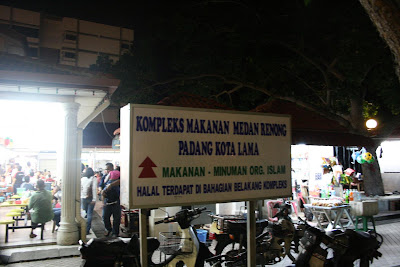 KOMPLEKS MAKANAN MEDAN RENONG
PADANG KOTA LAMA
MAKANAN - MINUMAN ORG. ISLAM
HALAL TERDAPAT DI BAHAGIAN BELAKANG KOMPLEKS